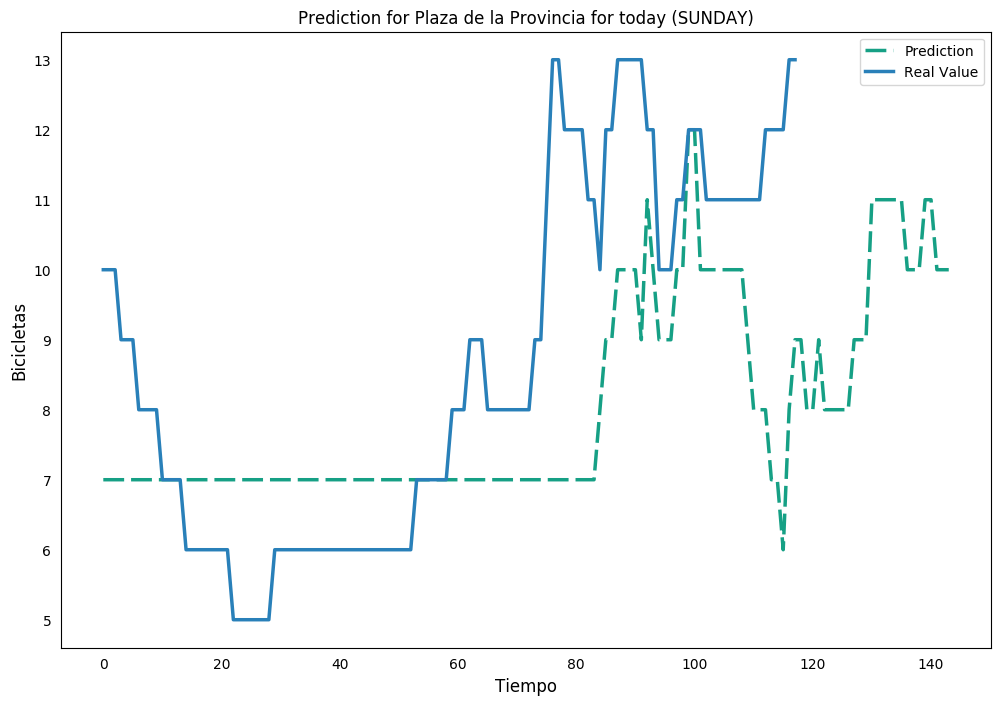 Prediction for Plaza de la Provincia for today (SUNDAY)
Prediction
Real Value
13
12
11
10
9
8
7
6
5
Bicicletas
0 20 40 60 80 100 120 140
Tiempo